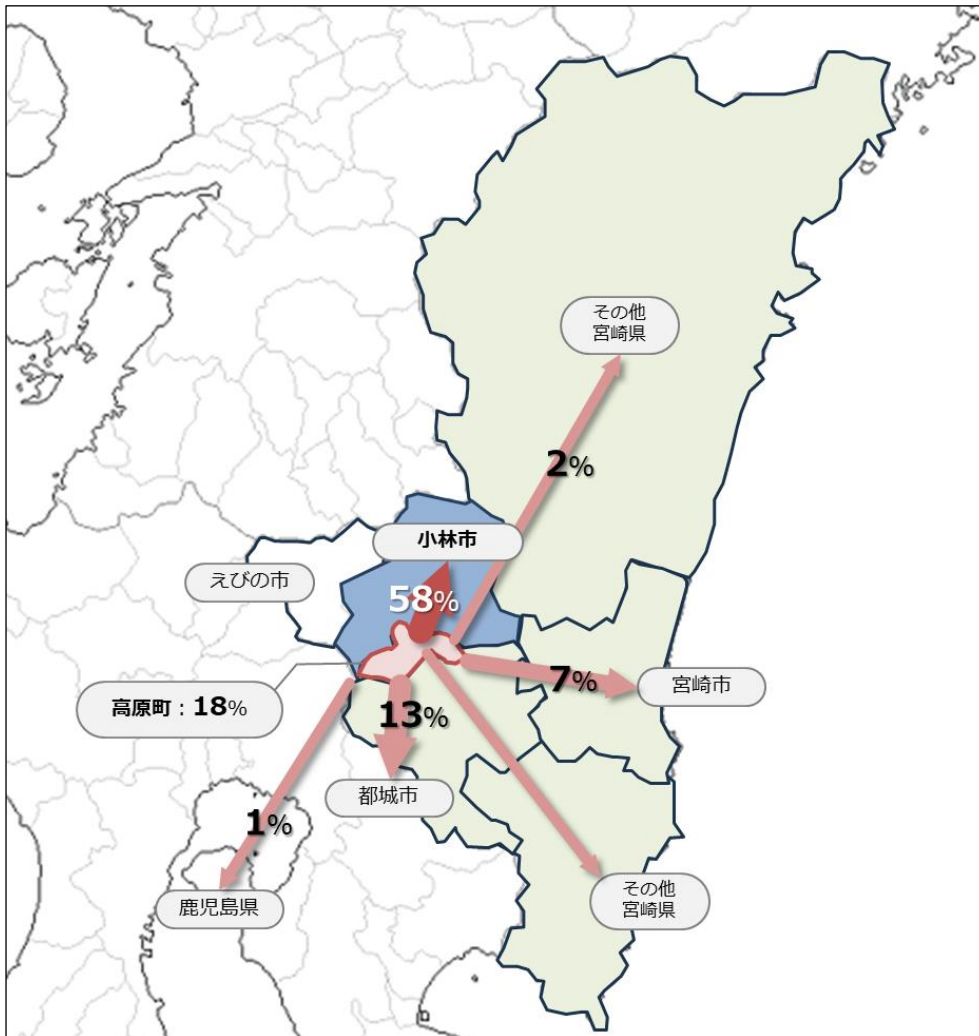 その他
宮崎県
2%
小林市
えびの市
58%
高原町：18%
7%
宮崎市
13%
都城市
1%
鹿児島県
その他
宮崎県